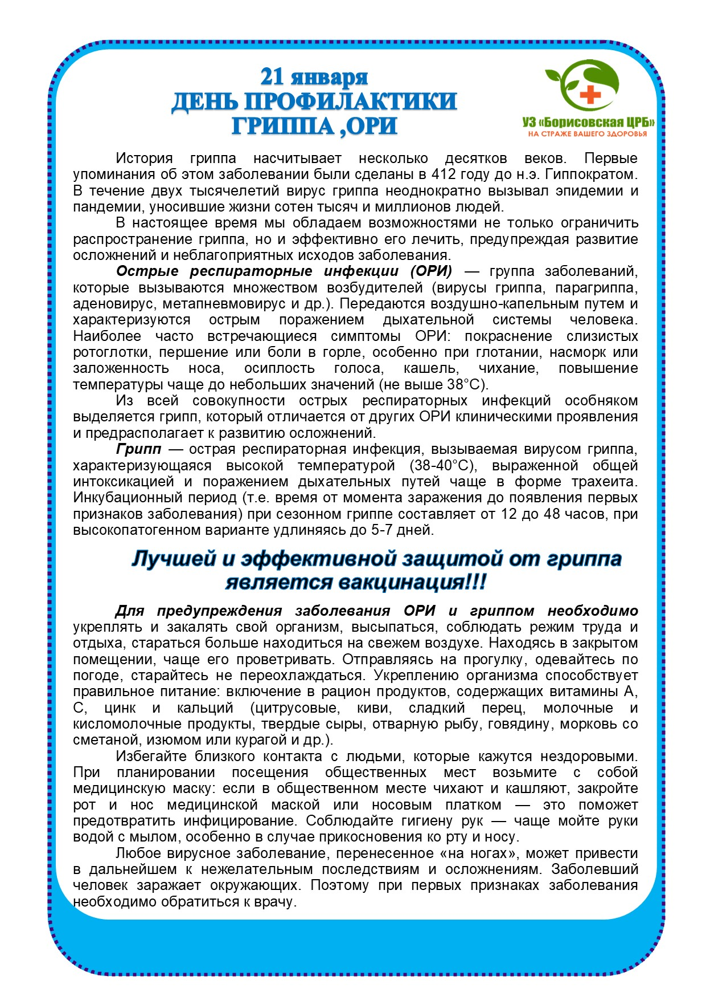 21 января
ДЕНЬ ПРОФИЛАКТИКИ
ГРИППА ,ОРИ
УЗ «Борисовская ЦРБ»
НА СТРАЖЕ ВАШЕГО ЗДОРОВЬЯ
История гриппа насчитывает несколько десятков веков. Первые
упоминания об этом заболевании были сделаны в 412 году до н.э. Гиппократом.
В течение двух тысячелетий вирус гриппа неоднократно вызывал эпидемии и
пандемии, уносившие жизни сотен тысяч и миллионов людей.
В настоящее время мы обладаем возможностями не только ограничить
распространение гриппа, но и эффективно его лечить, предупреждая развитие
осложнений и неблагоприятных исходов заболевания.
Острые респираторные инфекции (ОРИ) — группа заболеваний,
которые вызываются множеством возбудителей (вирусы гриппа, парагриппа,
аденовирус, метапневмовирус и др.). Передаются воздушно-капельным путем и
характеризуются острым поражением дыхательной системы человека.
Наиболее часто встречающиеся симптомы ОРИ: покраснение слизистых
ротоглотки, першение или боли в горле, особенно при глотании, насморк или
заложенность носа, осиплость голоса, кашель, чихание, повышение
температуры чаще до небольших значений (не выше 38°С).
Из всей совокупности острых респираторных инфекций особняком
выделяется грипп, который отличается от других ОРИ клиническими проявления
и предрасполагает к развитию осложнений.
Грипп — острая респираторная инфекция, вызываемая вирусом гриппа,
характеризующаяся высокой температурой (38-40°С), выраженной общей
интоксикацией и поражением дыхательных путей чаще в форме трахеита.
Инкубационный период (т.е. время от момента заражения до появления первых
признаков заболевания) при сезонном гриппе составляет от 12 до 48 часов, при
высокопатогенном варианте удлиняясь до 5-7 дней.
Лучшей и эффективной защитой от гриппа
является вакцинация!!!
Для предупреждения заболевания ОРИ и гриппом необходимо
укреплять и закалять свой организм, высыпаться, соблюдать режим труда и
отдыха, стараться больше находиться на свежем воздухе. Находясь в закрытом
помещении, чаще его проветривать. Отправляясь на прогулку, одевайтесь по
погоде, старайтесь не переохлаждаться. Укреплению организма способствует
правильное питание: включение в рацион продуктов, содержащих витамины А,
С, цинк и кальций (цитрусовые, киви, сладкий перец, молочные и
кисломолочные продукты, твердые сыры, отварную рыбу, говядину, морковь со
сметаной, изюмом или курагой и др.).
Избегайте близкого контакта с людьми, которые кажутся нездоровыми.
При планировании посещения общественных мест возьмите с собой
медицинскую маску: если в общественном месте чихают и кашляют, закройте
рот и нос медицинской маской или носовым платком — это поможет
предотвратить инфицирование. Соблюдайте гигиену рук — чаще мойте руки
водой с мылом, особенно в случае прикосновения ко рту и носу.
Любое вирусное заболевание, перенесенное «на ногах», может привести
в дальнейшем к нежелательным последствиям и осложнениям. Заболевший
человек заражает окружающих. Поэтому при первых признаках заболевания
необходимо обратиться к врачу.